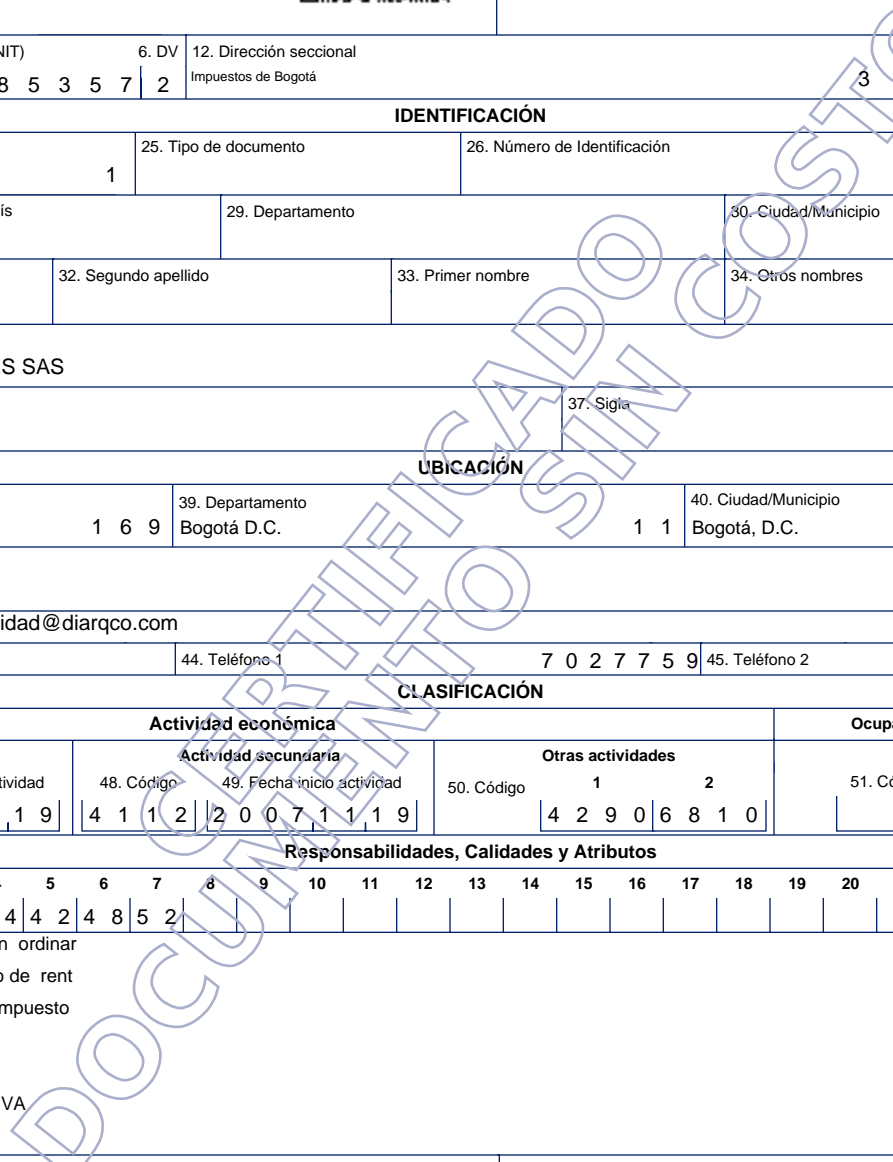 NIT) 6. DV 12. Dirección seccional
8 5 3 5 7 2 Impuestos de Bogotá 3
IDENTIFICACIÓN
25. Tipo de documento 26. Número de Identificación
1
ís 29. Departamento 30. Ciudad/Municipio
32. Segundo apellido 33. Primer nombre 34. Otros nombres
S SAS
37. Sigla
UBICACIÓN
39. Departamento 40. Ciudad/Municipio
1 6 9 Bogotá D.C. 1 1 Bogotá, D.C.
idad@diarqco.com
44. Teléfono 1 7 0 2 7 7 5 9 45. Teléfono 2
CLASIFICACIÓN
Actividad económica Ocupa
Actividad secundaria Otras actividades
tividad 48. Código 49. Fecha inicio actividad 50. Código 1 2 51. Có
1 9 4 1 1 2 2 0 0 7 1 1 1 9 4 2 9 0 6 8 1 0
Responsabilidades, Calidades y Atributos
5 6 7 8 9 10 11 12 13 14 15 16 17 18 19 20
4 4 2 4 8 5 2
n ordinar
o de rent
mpuesto
VA
CERTIFICADO
DOCUMENTO SIN COSTO